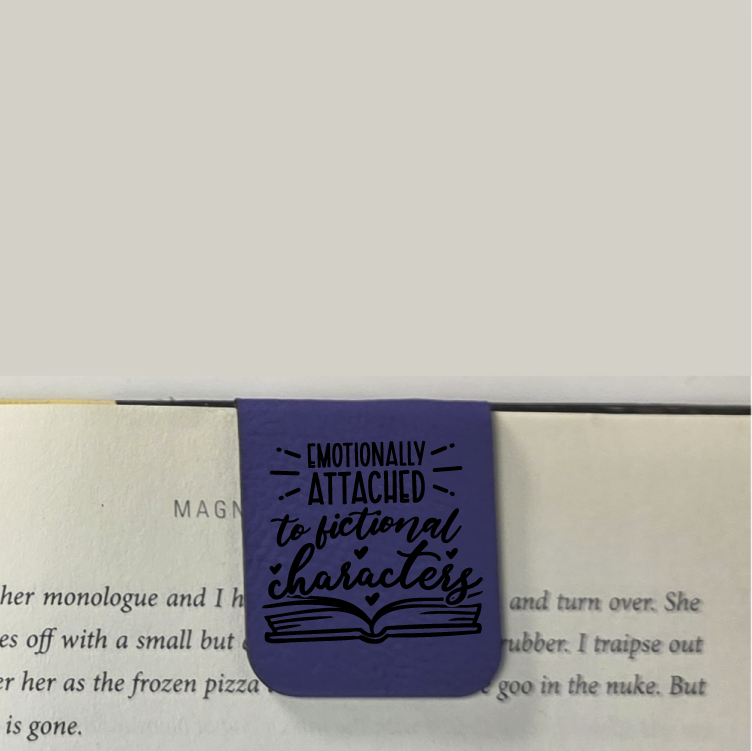 EMOTIONALLY
ATTACHED
to fictional
characters
MAGN
her monologue and I h
and turn over. She
es off with a small but
rubber. I traipse out
er her as the frozen pizza
goo in the nuke. But
is gone.